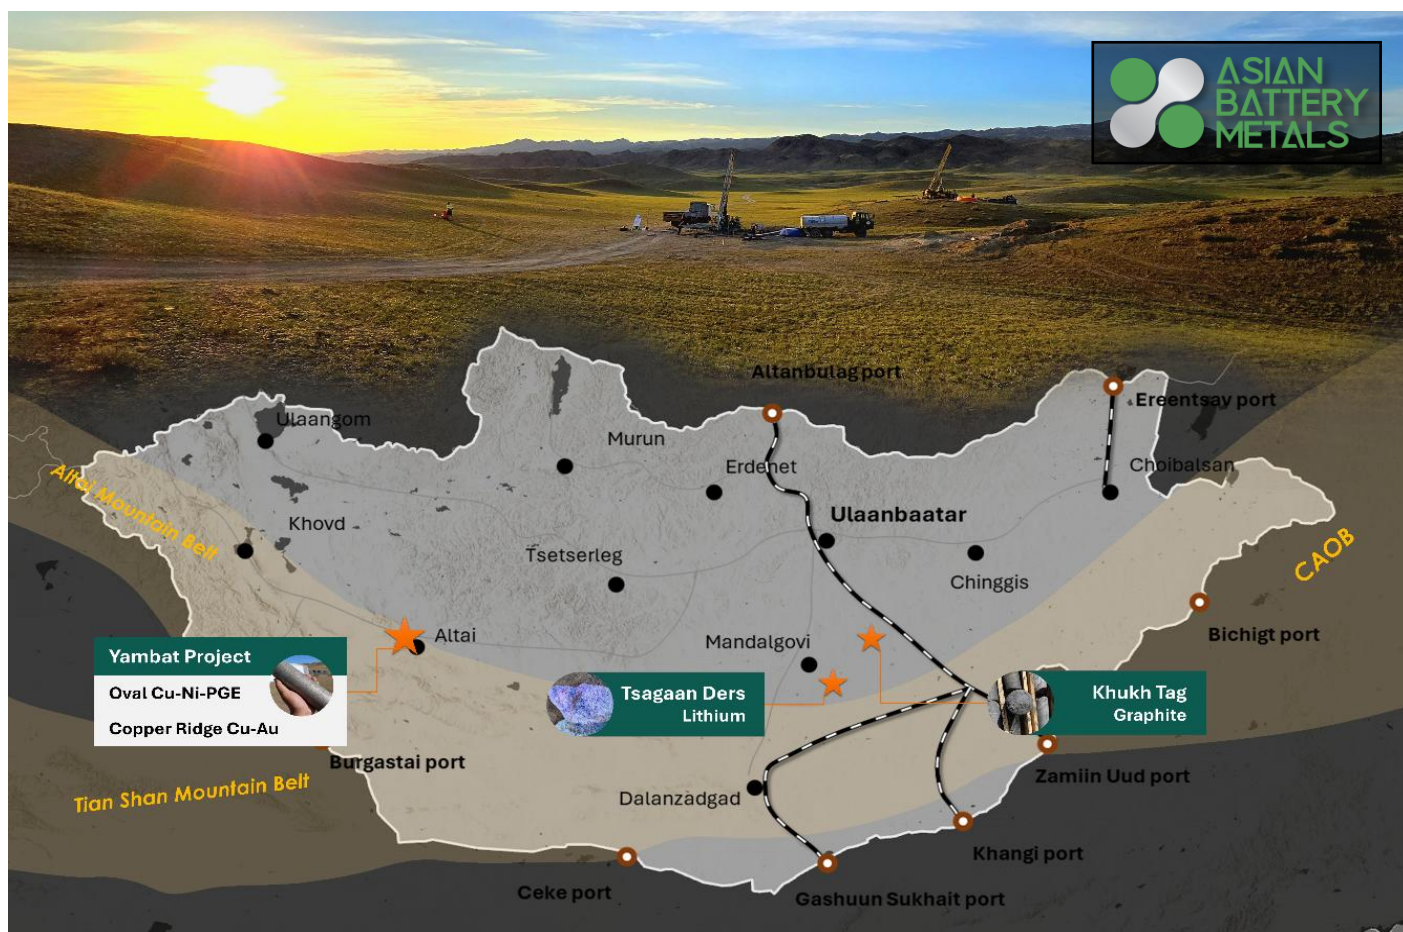 ASIAN
BATTERY
METALS
Altanbulag port
Ereentsav port
Ulaangom
Murun
Erdenet
Choibalsan
Altai Mountain Belt
Khovd
Ulaanbaatar
Tsetserleg
Chinggis
CAOB
Bichigt port
Altai
Mandalgovi
Yambat Project
Oval Cu-Ni-PGE
Copper Ridge Cu-Au
Tsagaan Ders
Lithium
Khukh Tag
Graphite
Burgastai port
Zamiin Uud port
Tian Shan Mountain Belt
Dalanzadgad
Khangi port
Ceke port
Gashuun Sukhait port